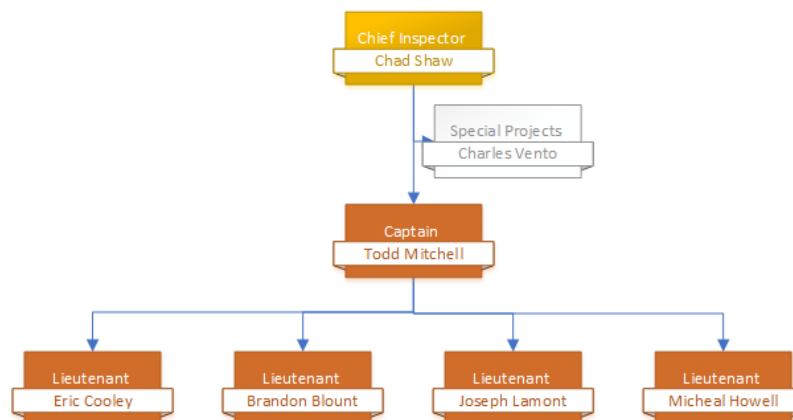 Chief Inspector
Chad Shaw
Special Projects
Charles Vento
Captain
Todd Mitchell
Lieutenant
Eric Cooley
Lieutenant
Brandon Blount
Lieutenant
Joseph Lamont
Lieutenant
Micheal Howell